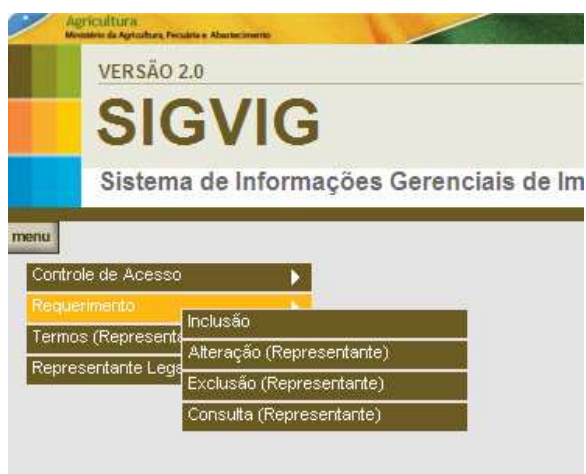 Agricultura
Ministério da Agricultura, Pecuária e Abastecimento
VERSÃO 2.0
SIGVIG
Sistema de Informações Gerenciais de Im
menu
Controle de Acesso
Requerimento
Inclusão
Termos (Represent
Alteração (Representante)
Representante Lega
Exclusão (Representante)
Consulta (Representante)